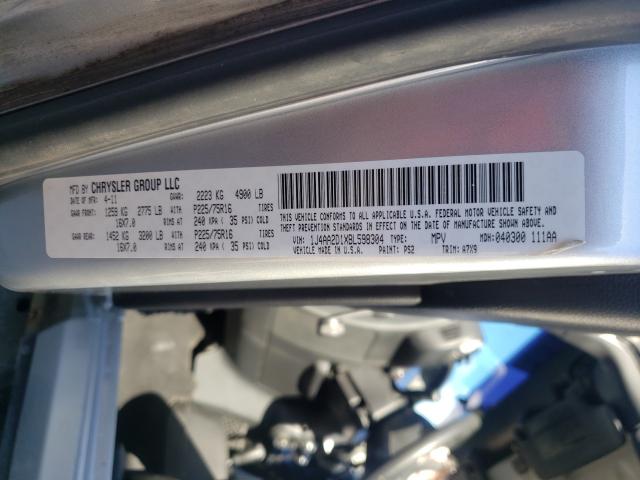 MFD BY CHRYSLER GROUP LLC
DATE OF MFR: 4-11 GVWR: 2223 KG 4900 LB
GAWR FRONT: 1259 KG 2775 LB WITH P225/75R16 TIRES
16X7.0 RIMS AT 240 KPA ( 35 PSI) COLD
GAWR REAR: 1452 KG 3200 LB WITH P225/75R16 TIRES
16X7.0 RIMS AT 240 KPA ( 35 PSI) COLD
THIS VEHICLE CONFORMS TO ALL APPLICABLE U.S.A. FEDERAL MOTOR VEHICLE SAFETY AND
THEFT PREVENTION STANDARDS IN EFFECT ON THE DATE OF MANUFACTURE SHOWN ABOVE.
VIN: 1J4AA2D1XBL598304 TYPE: MPV MDH: 040300 111AA
VEHICLE MADE IN U.S.A. PAINT: PS2 TRIM: A7X9